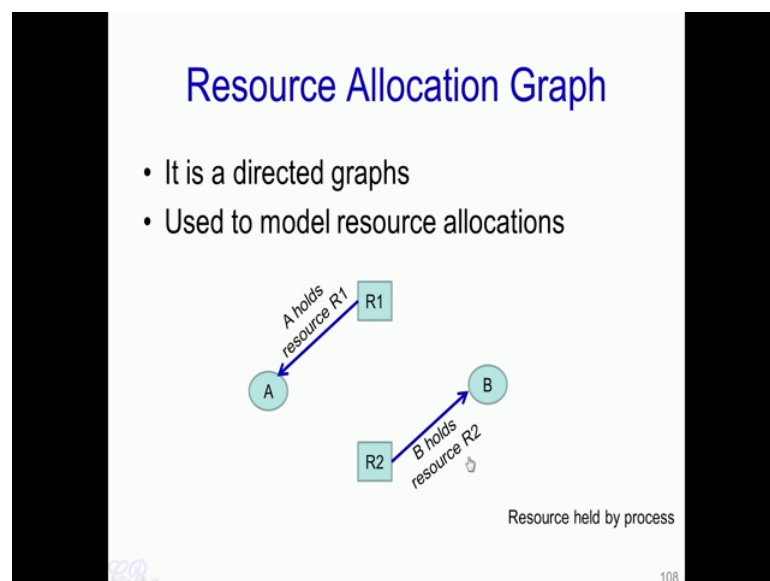 Resource Allocation Graph
• It is a directed graphs
• Used to model resource allocations
A holds
resource R1
R1
A
B
B holds
resource R2
R2
Resource held by process
108